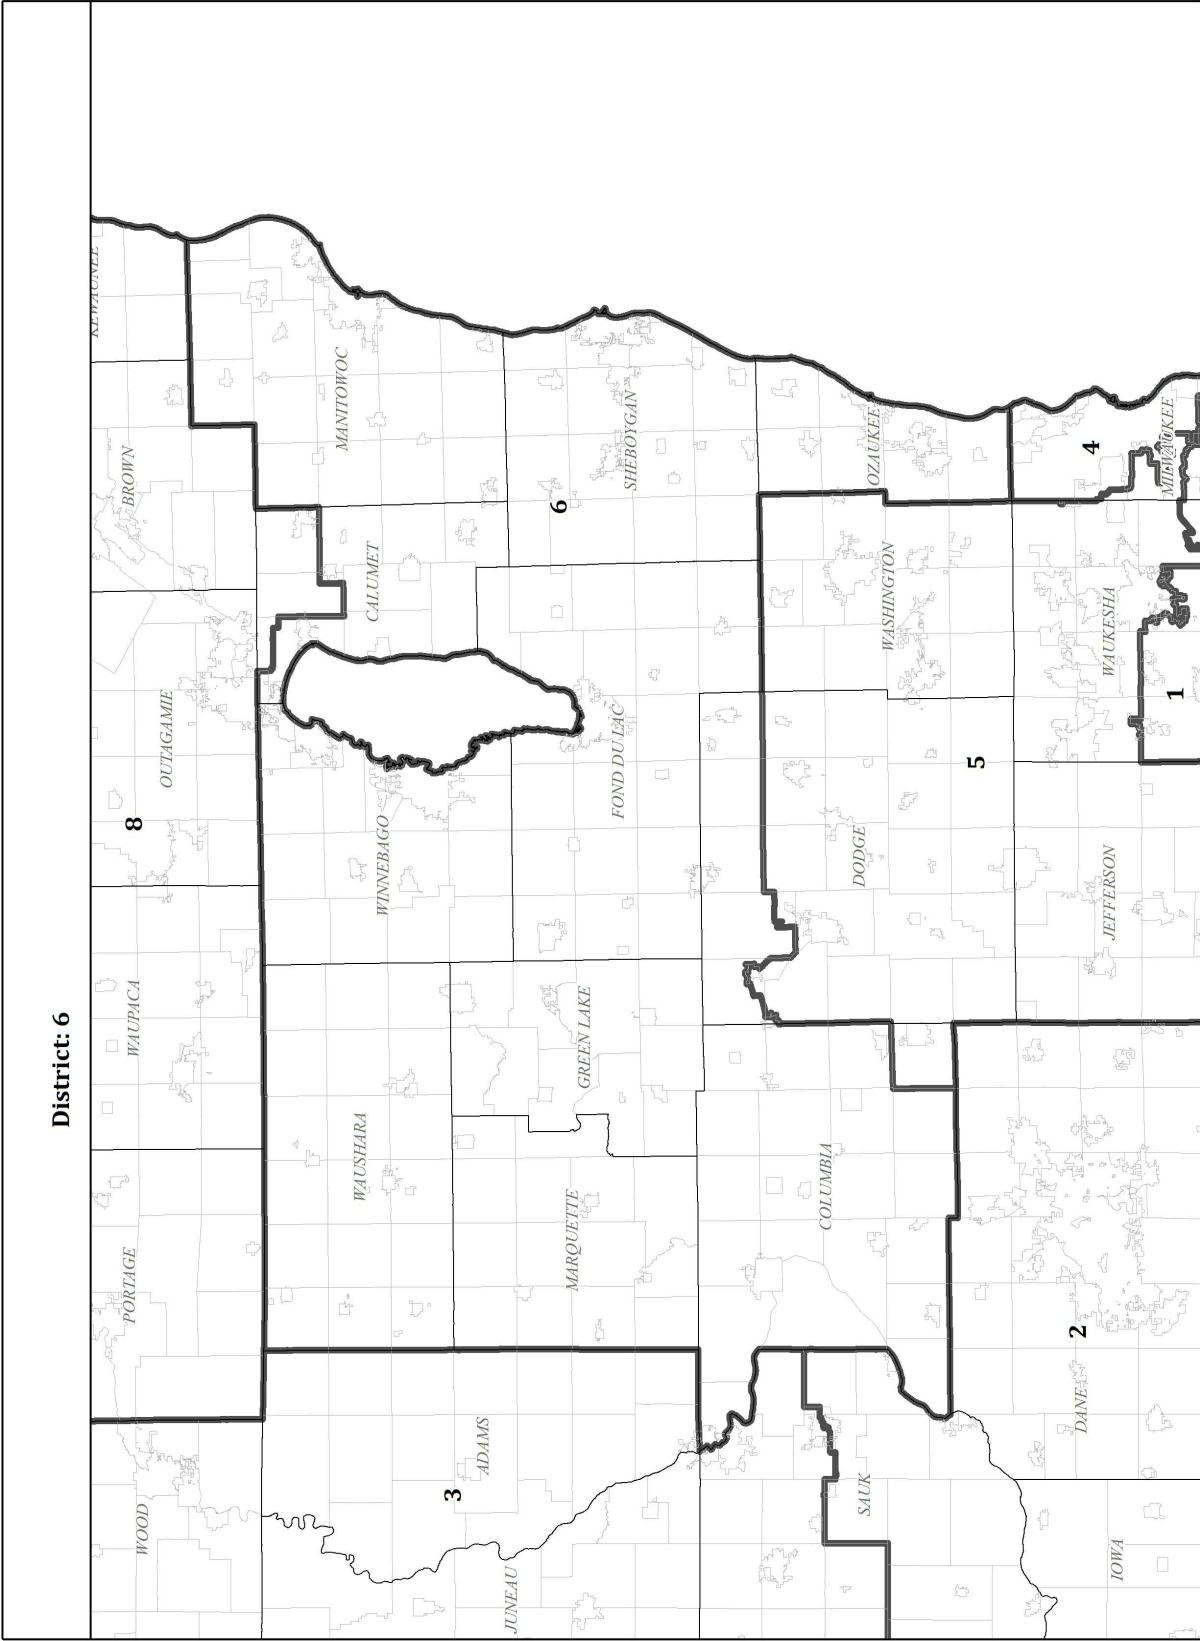 District: 6
KEWAUNEE
WOOD
PORTAGE
WAUPACA
8
BROWN
OUTAGAMIE
MANITOWOC
WAUSHARA
CALUMET
WINNEBAGO
3
ADAMS
JUNEAU
6
MARQUETTE
GREEN LAKE
FOND DU LAC
SHEBOYGAN
COLUMBIA
DODGE
SAUK
OZAUKEE
WASHINGTON
5
2
DANE
4
JEFFERSON
WAUKESHA
IOWA
MILWAUKEE
1